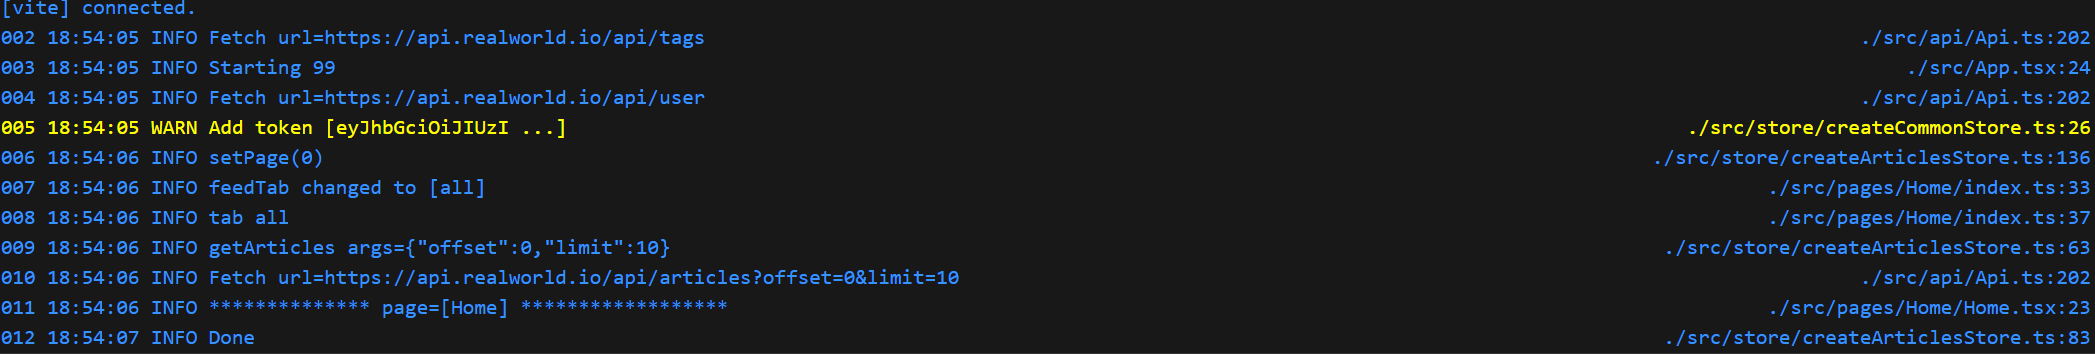 [vite] connected.
002 18:54:05 INFO Fetch url=https://api.realworld.io/api/tags ./src/api/Api.ts:202
003 18:54:05 INFO Starting 99 ./src/App.tsx:24
004 18:54:05 INFO Fetch url=https://api.realworld.io/api/user ./src/api/Api.ts:202
005 18:54:05 WARN Add token [eyJhbGciOiJIUzI ...] ./src/store/createCommonStore.ts:26
006 18:54:06 INFO setPage(0) ./src/store/createArticlesStore.ts:136
007 18:54:06 INFO feedTab changed to [all] ./src/pages/Home/index.ts:33
008 18:54:06 INFO tab all ./src/pages/Home/index.ts:37
009 18:54:06 INFO getArticles args={"offset":0,"limit":10} ./src/store/createArticlesStore.ts:63
010 18:54:06 INFO Fetch url=https://api.realworld.io/api/articles?offset=0&limit=10 ./src/api/Api.ts:202
011 18:54:06 INFO ************** page=[Home] ****************** ./src/pages/Home/Home.tsx:23
012 18:54:07 INFO Done ./src/store/createArticlesStore.ts:83